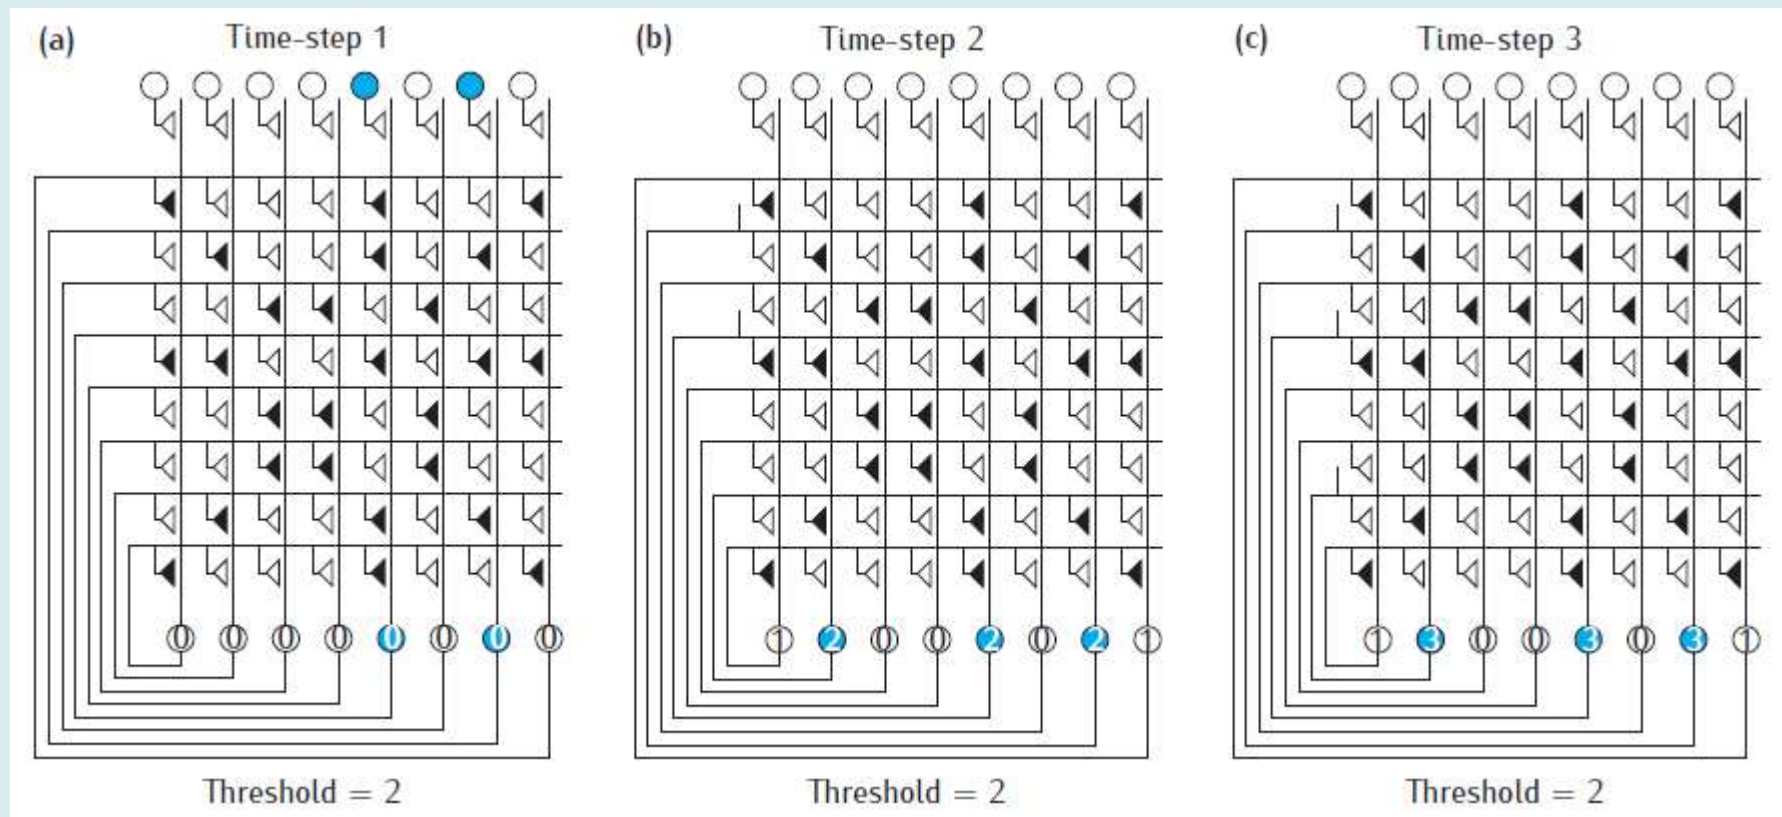 (a) Time-step 1
(b) Time-step 2
(c) Time-step 3
0 0 0 0 0 0 0 0
1 2 0 0 2 0 2 1
1 3 0 0 3 0 3 1
Threshold = 2
Threshold = 2
Threshold = 2